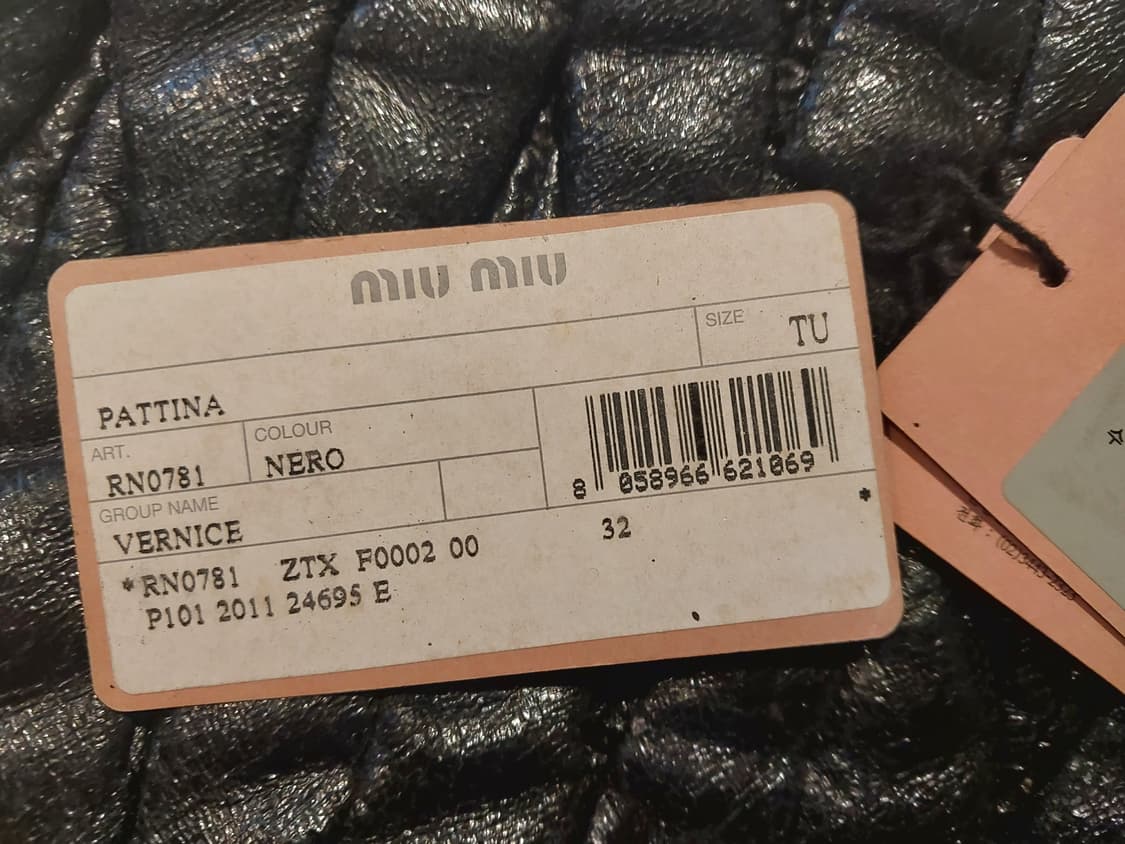 MIU MIU
SIZE TU
PATTINA
ART. COLOUR
RN0781 NERO
GROUP NAME
VERNICE
8 058966 621069
*RN0781 ZTX F0002 00 32 *
P101 2011 24695 E